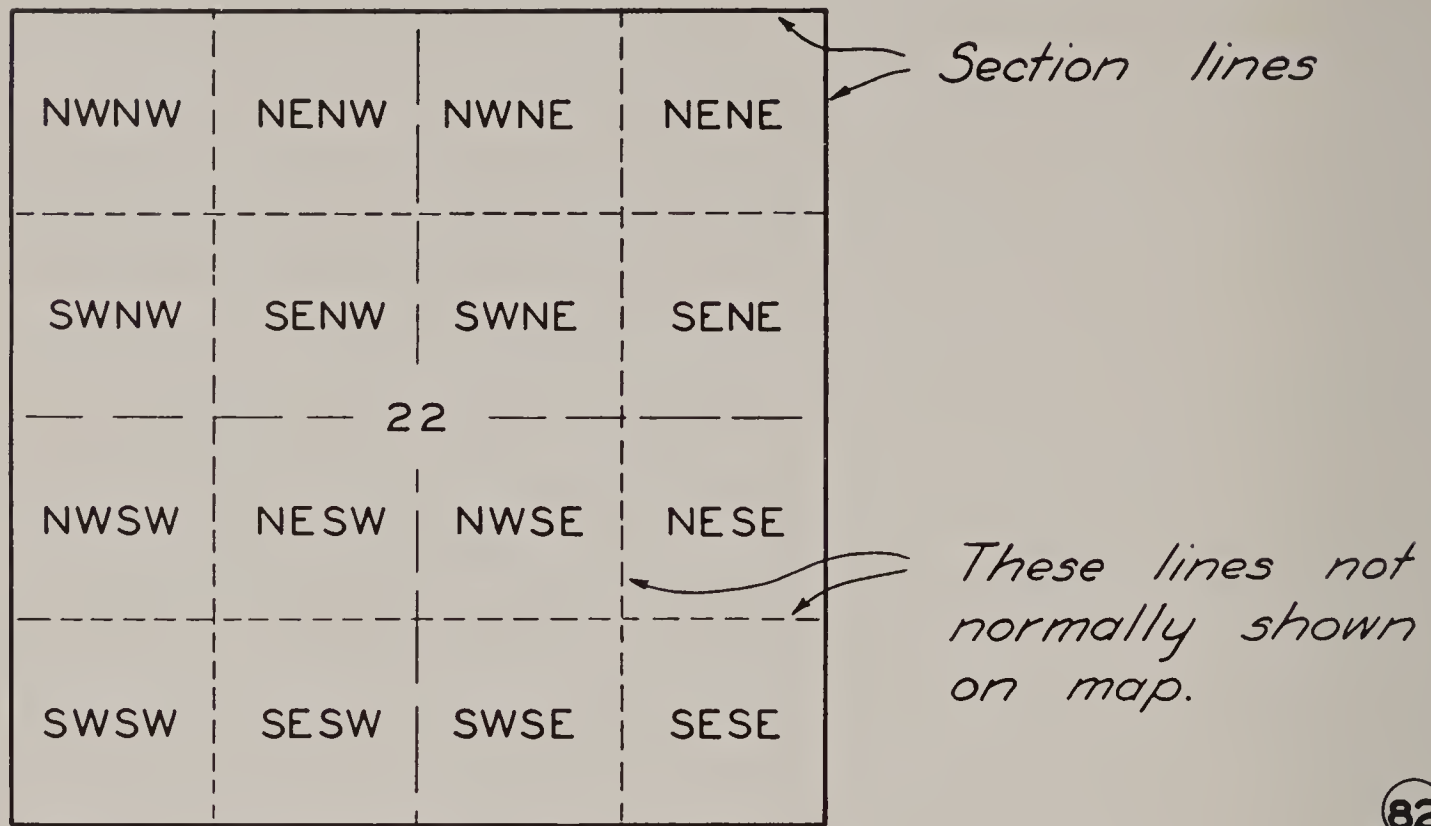 NWNW NENW NWNE NENE
Section lines
SWNW SENW SWNE SENE
22
NWSW NESW NWSE NESE
These lines not
normally shown
on map.
SWSW SESW SWSE SESE
82